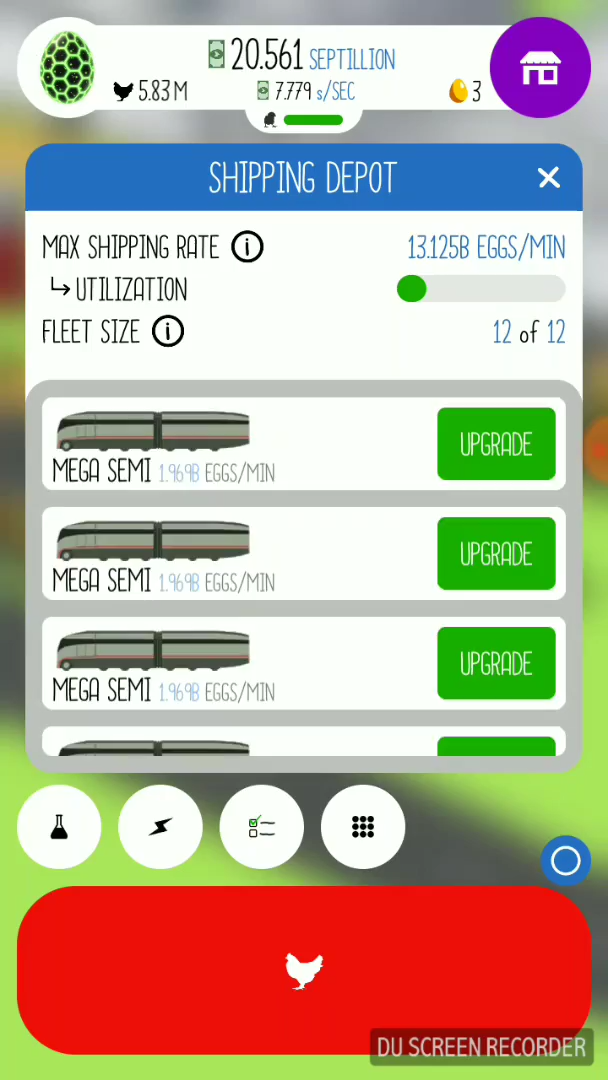 20.561 SEPTILLION
5.83M
7.779 s/SEC
3
SHIPPING DEPOT
MAX SHIPPING RATE i 13.125B EGGS/MIN
UTILIZATION
FLEET SIZE i 12 of 12
UPGRADE
MEGA SEMI 1.969B EGGS/MIN
UPGRADE
MEGA SEMI 1.969B EGGS/MIN
UPGRADE
MEGA SEMI 1.969B EGGS/MIN
DU SCREEN RECORDER